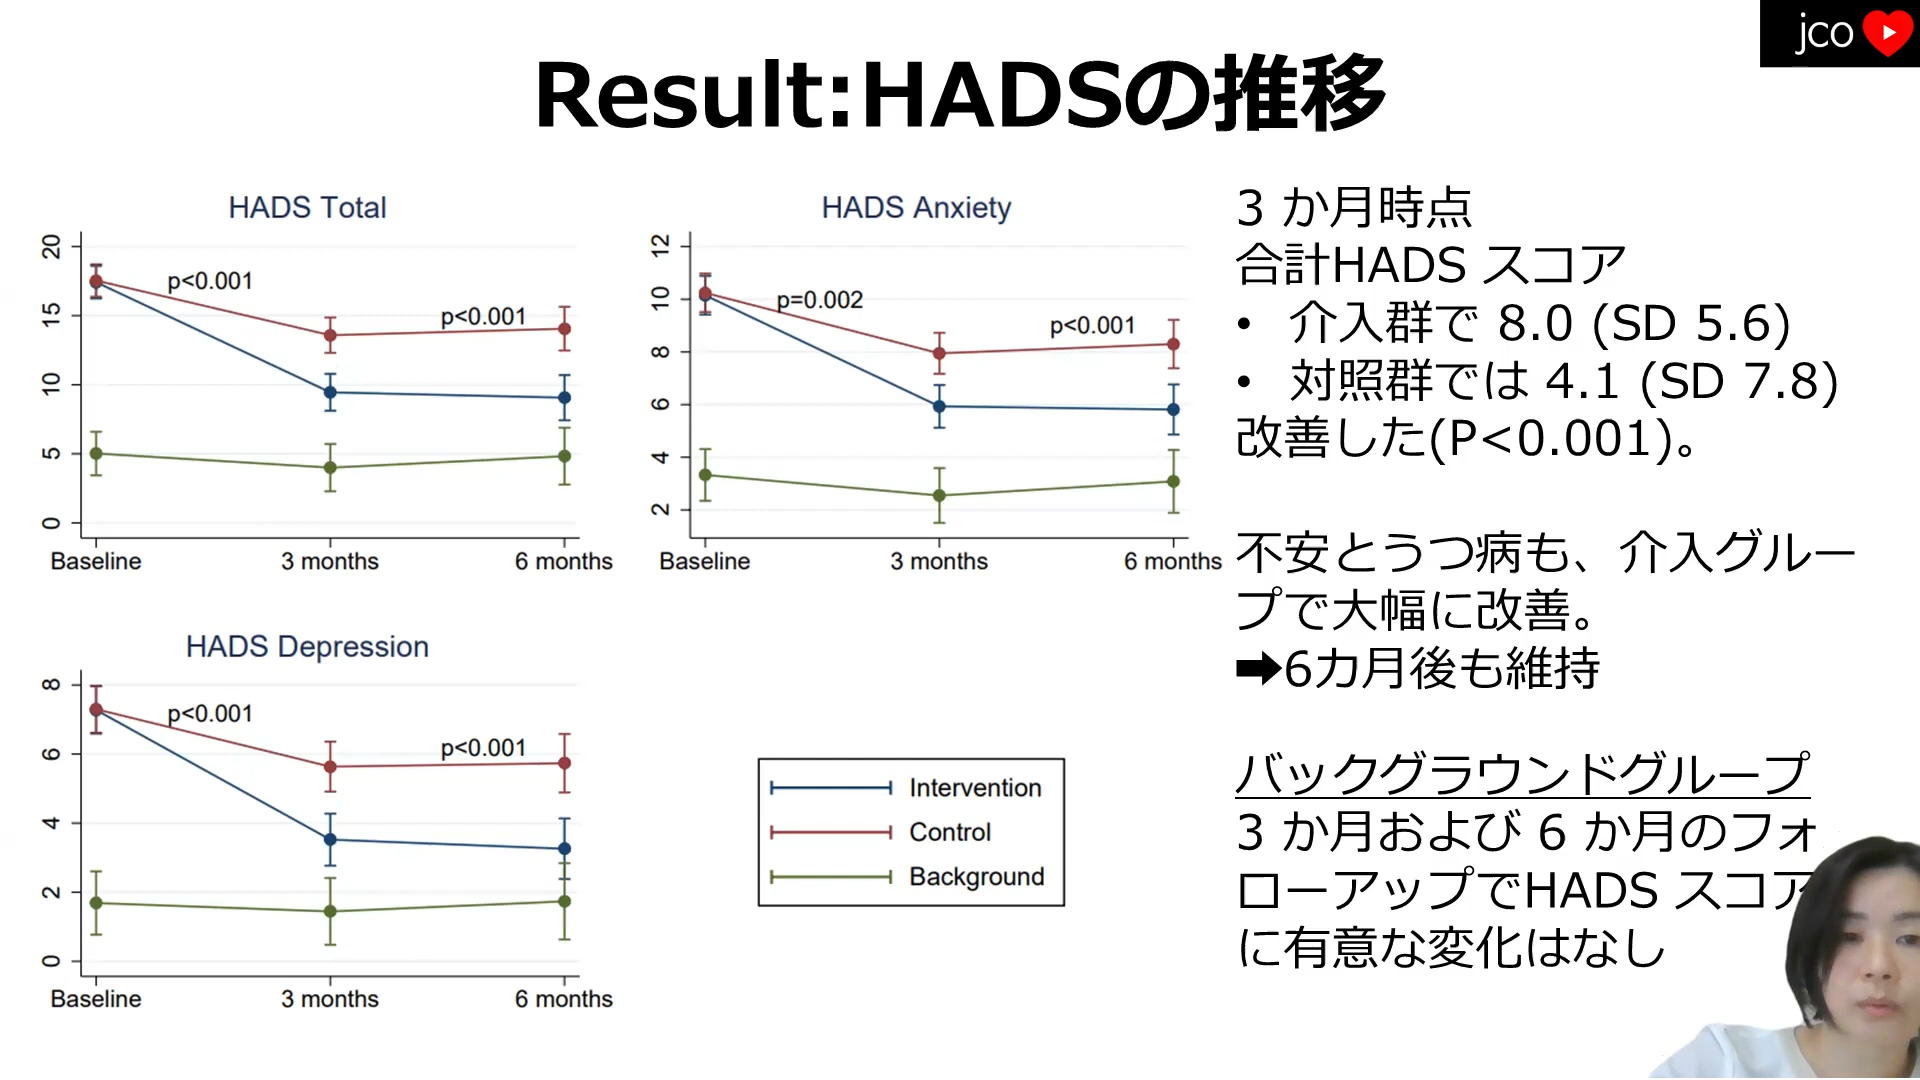 jco
Result:HADSの推移
HADS Total
20
15
10
5
0
p<0.001
p<0.001
Baseline
3 months
6 months
HADS Anxiety
12
10
8
6
4
2
p=0.002
p<0.001
Baseline
3 months
6 months
HADS Depression
8
6
4
2
0
p<0.001
p<0.001
Baseline
3 months
6 months
Intervention
Control
Background
3 か月時点
合計HADS スコア
• 介入群で 8.0 (SD 5.6)
• 対照群では 4.1 (SD 7.8)
改善した(P<0.001)。
不安とうつ病も、介入グルー
プで大幅に改善。
➡6カ月後も維持
バックグラウンドグループ
3 か月および 6 か月のフォ
ローアップでHADS スコア
に有意な変化はなし